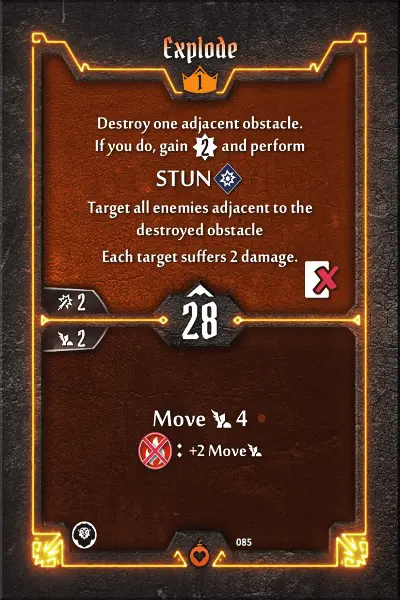 Explode
1
Destroy one adjacent obstacle.
If you do, gain 2 and perform
STUN
Target all enemies adjacent to the
destroyed obstacle
Each target suffers 2 damage.
2
28
2
Move 4
: +2 Move
085